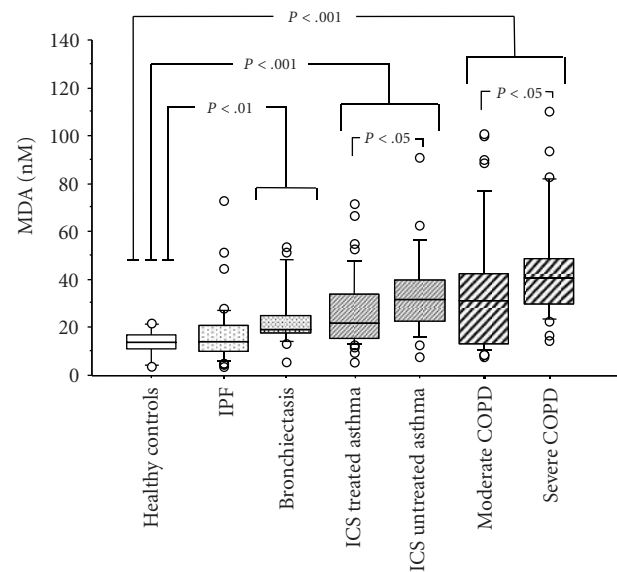 P < .001
140
P < .001
120
P < .01
P < .05
100
P < .05
80
60
40
20
0
MDA (nM)
Healthy controls
IPF
Bronchiectasis
ICS treated asthma
ICS untreated asthma
Moderate COPD
Severe COPD